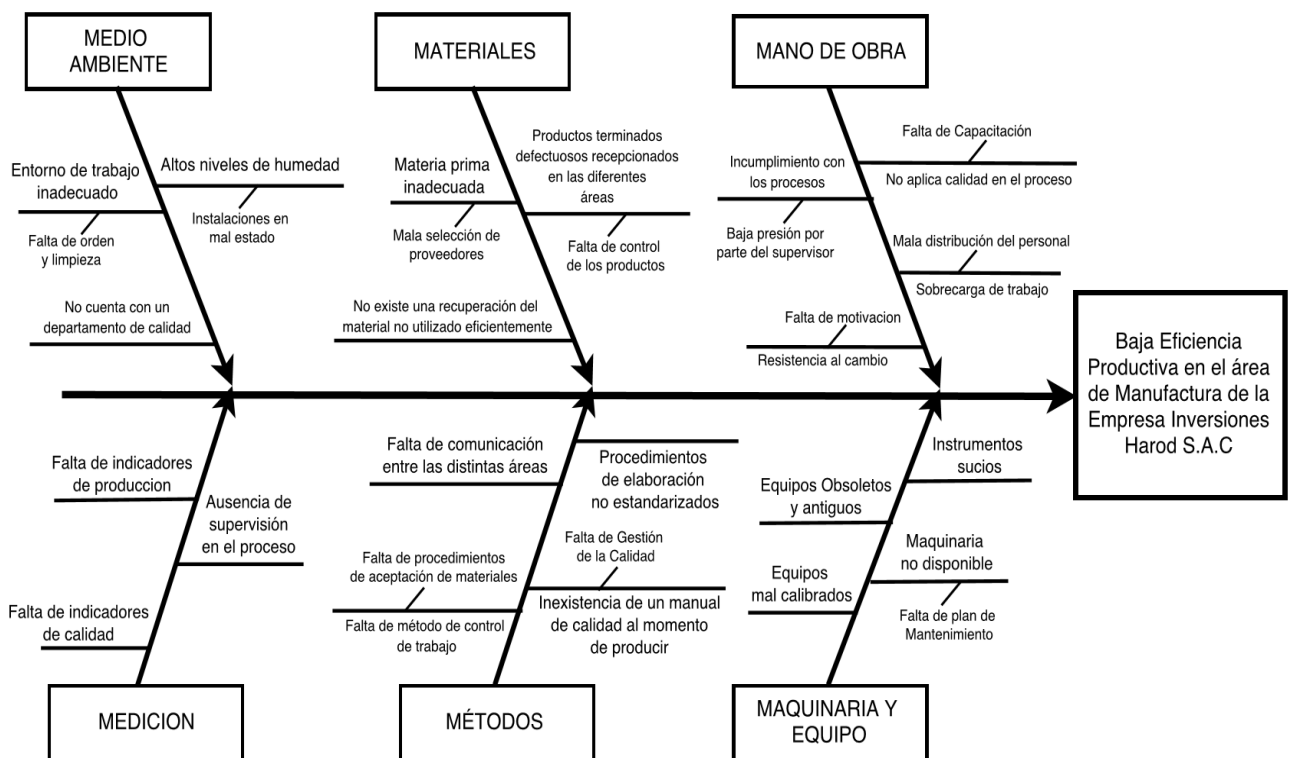 MEDIO
AMBIENTE
MATERIALES
MANO DE OBRA
Entorno de trabajo
inadecuado
Falta de orden
y limpieza
Altos niveles de humedad
Instalaciones en
mal estado
No cuenta con un
departamento de calidad
Materia prima
inadecuada
Mala selección de
proveedores
Productos terminados
defectuosos recepcionados
en las diferentes
áreas
Falta de control
de los productos
No existe una recuperación del
material no utilizado eficientemente
Falta de Capacitación
No aplica calidad en el proceso
Incumplimiento con
los procesos
Baja presión por
parte del supervisor
Mala distribución del personal
Sobrecarga de trabajo
Falta de motivacion
Resistencia al cambio
Baja Eficiencia
Productiva en el área
de Manufactura de la
Empresa Inversiones
Harod S.A.C
Falta de indicadores
de produccion
Ausencia de
supervisión
en el proceso
Falta de indicadores
de calidad
Falta de comunicación
entre las distintas áreas
Procedimientos
de elaboración
no estandarizados
Falta de procedimientos
de aceptación de materiales
Falta de método de control
de trabajo
Falta de Gestión
de la Calidad
Inexistencia de un manual
de calidad al momento
de producir
Instrumentos
sucios
Equipos Obsoletos
y antiguos
Maquinaria
no disponible
Falta de plan de
Mantenimiento
Equipos
mal calibrados
MEDICION
MÉTODOS
MAQUINARIA Y
EQUIPO